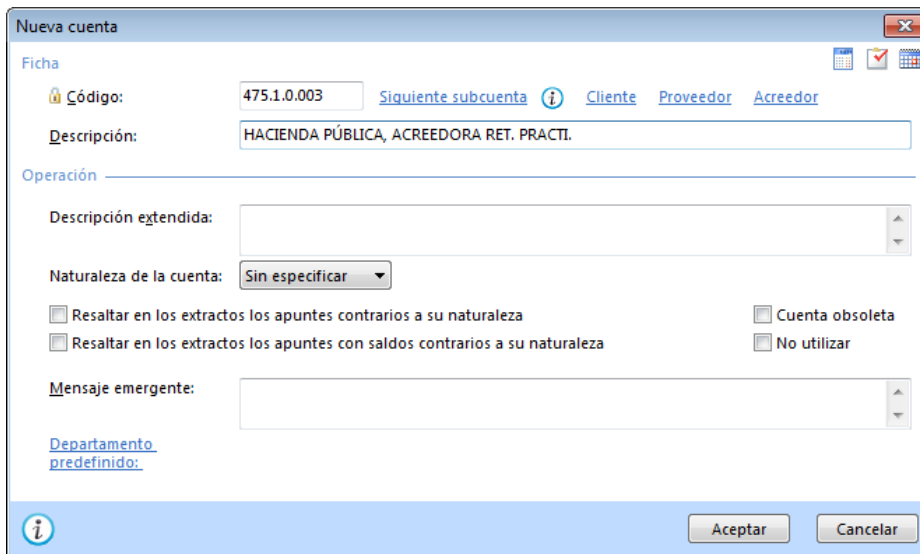 Nueva cuenta
Ficha
Código: 475.1.0.003 Siguiente subcuenta Cliente Proveedor Acreedor
Descripción: HACIENDA PÚBLICA, ACREEDORA RET. PRACTI.
Operación
Descripción extendida:
Naturaleza de la cuenta: Sin especificar
Resaltar en los extractos los apuntes contrarios a su naturaleza Cuenta obsoleta
Resaltar en los extractos los apuntes con saldos contrarios a su naturaleza No utilizar
Mensaje emergente:
Departamento
predefinido:
Aceptar Cancelar